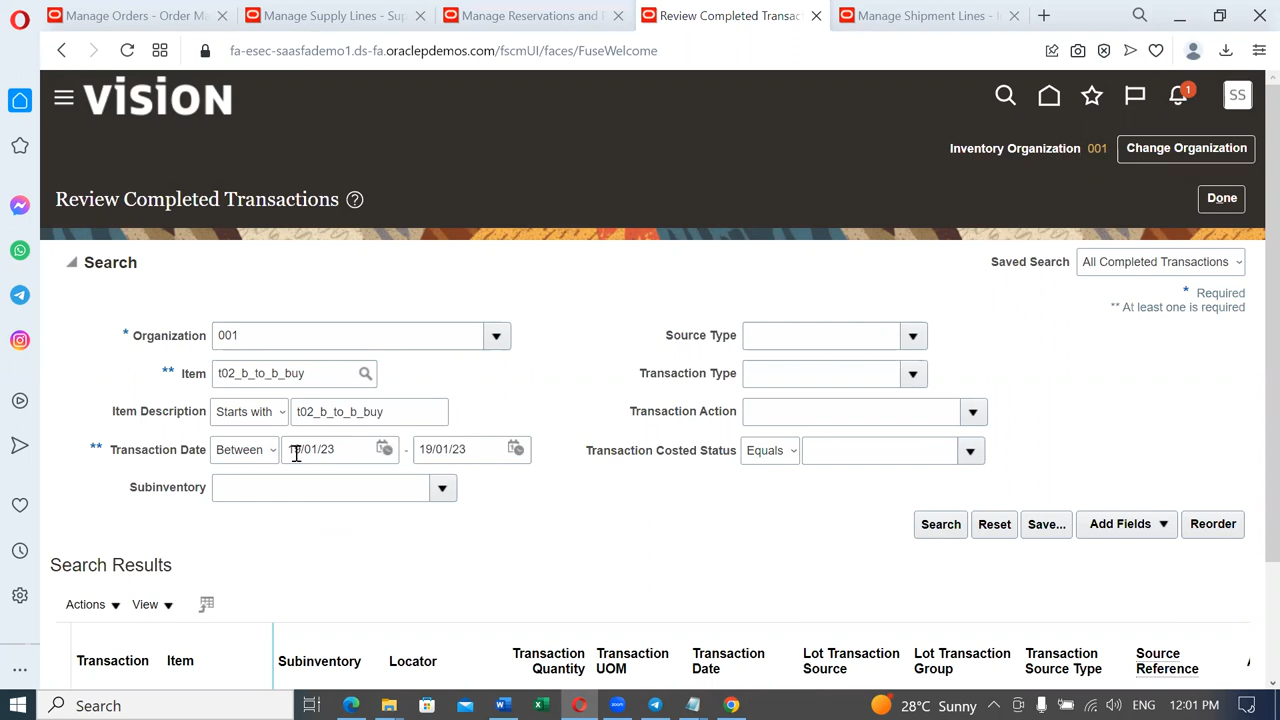 Manage Orders - Order Ma
Manage Supply Lines - Sup
Manage Reservations and
Review Completed Transac
Manage Shipment Lines - I
fa-esec-saasfademo1.ds-fa.oraclepdemos.com/fscmUI/faces/FuseWelcome
VISION
1
SS
Inventory Organization 001 Change Organization
Review Completed Transactions ?
Done
Search
Saved Search All Completed Transactions
* Required
** At least one is required
* Organization 001
Source Type
** Item t02_b_to_b_buy
Transaction Type
Item Description Starts with t02_b_to_b_buy
Transaction Action
** Transaction Date Between /01/23 - 19/01/23
Transaction Costed Status Equals
Subinventory
Search Reset Save... Add Fields Reorder
Search Results
Actions View
Transaction Item Subinventory Locator Transaction Quantity Transaction UOM Transaction Date Lot Transaction Source Lot Transaction Group Transaction Source Type Source Reference
Search
28°C Sunny ENG 12:01 PM